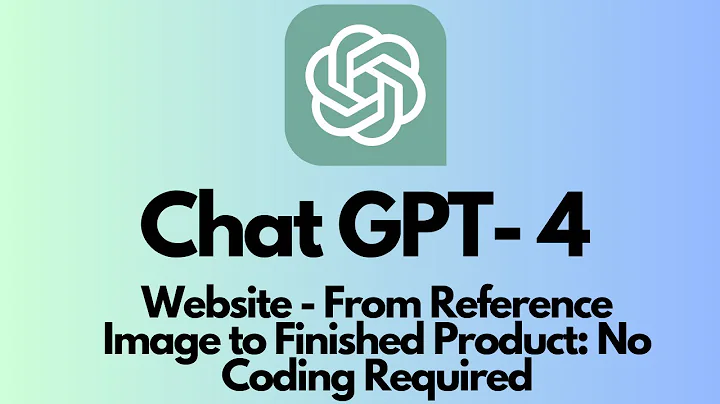 Chat GPT- 4
Website - From Reference
Image to Finished Product: No
Coding Required